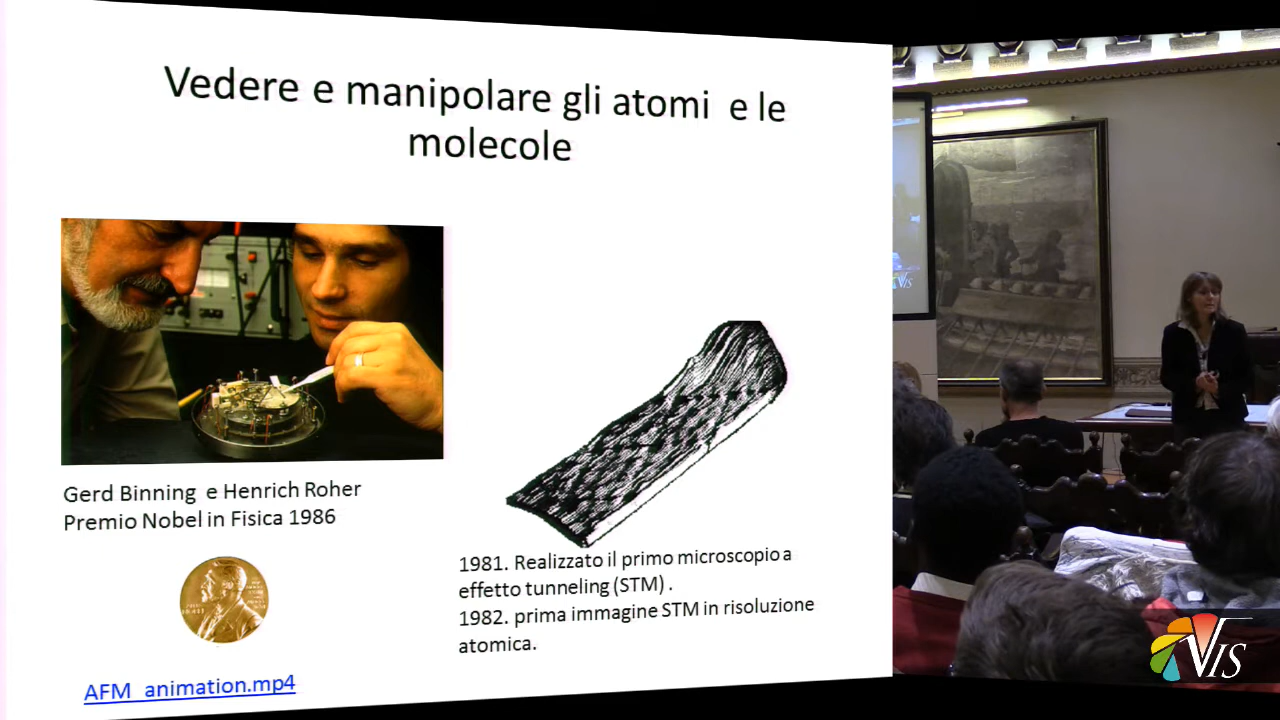 Vedere e manipolare gli atomi e le
molecole
Gerd Binning e Henrich Roher
Premio Nobel in Fisica 1986
1981. Realizzato il primo microscopio a
effetto tunneling (STM) .
1982. prima immagine STM in risoluzione
atomica.
AFM_animation.mp4
VIS
VIS